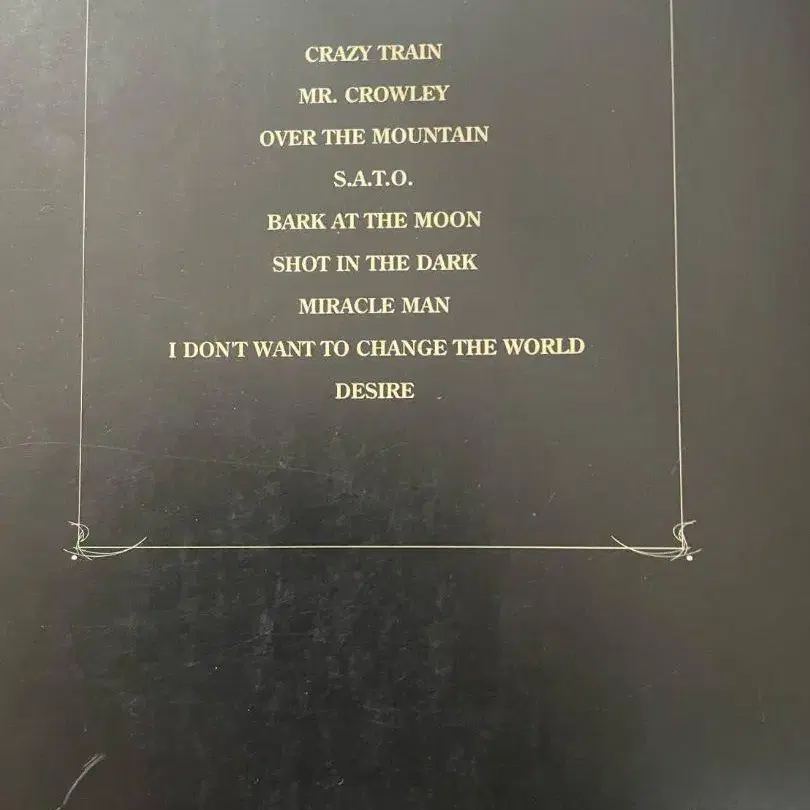 CRAZY TRAIN
MR. CROWLEY
OVER THE MOUNTAIN
S.A.T.O.
BARK AT THE MOON
SHOT IN THE DARK
MIRACLE MAN
I DON'T WANT TO CHANGE THE WORLD
DESIRE